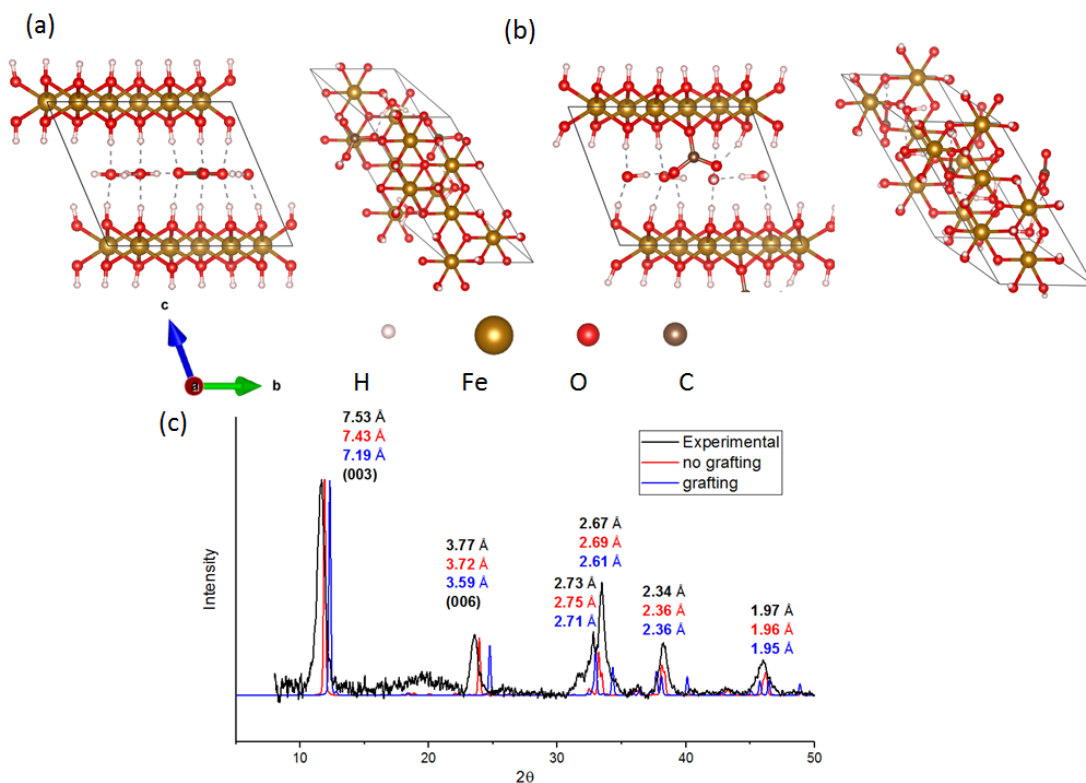 (a)
(b)
c
a
b
H Fe O C
(c)
7.53 Å
7.43 Å
7.19 Å
(003)
Experimental
no grafting
grafting
3.77 Å
3.72 Å
3.59 Å
(006)
2.67 Å
2.69 Å
2.61 Å
2.73 Å
2.75 Å
2.71 Å
2.34 Å
2.36 Å
2.36 Å
1.97 Å
1.96 Å
1.95 Å
Intensity
10 20 30 40 50
2θ